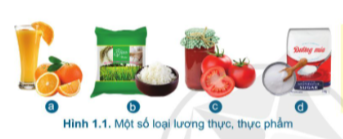 Đường mía
SUGAR
a
b
c
d
Hình 1.1. Một số loại lương thực, thực phẩm